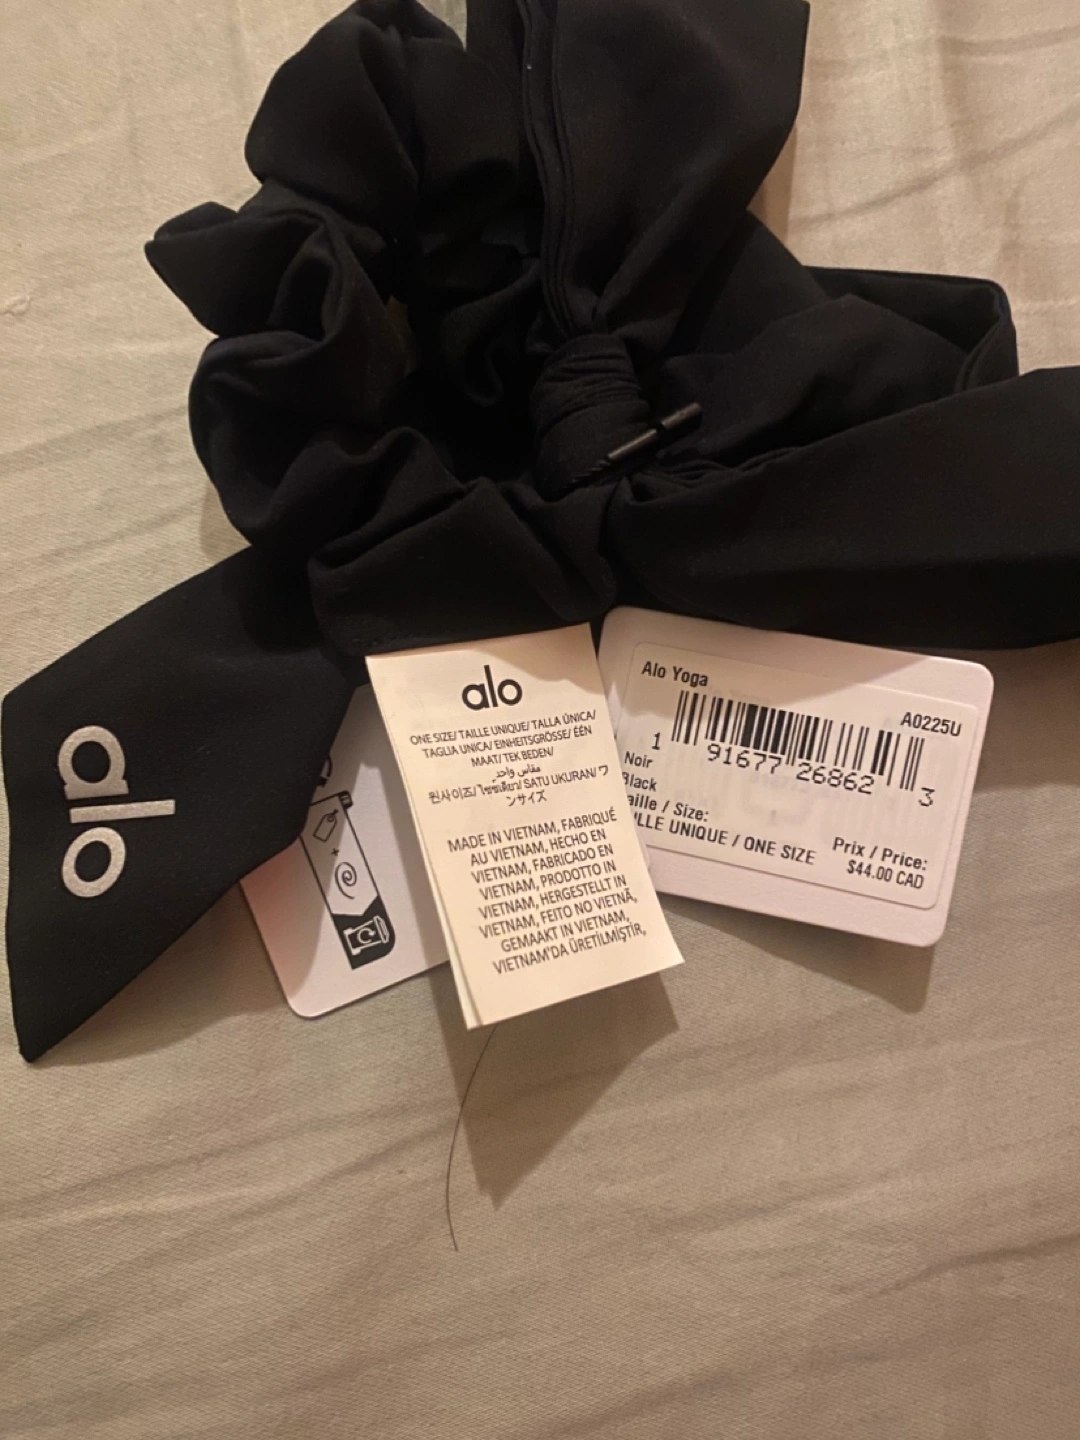 alo
alo
ONE SIZE/ TAILLE UNIQUE/ TALLA ÚNICA/
TAGLIA UNICA/ EINHEITSGRÖSSE/ ÉÉN
MAAT/ TEK BEDEN/
مقاس واحد
원사이즈/ ไซซ์เดียว/ SATU UKURAN/ ワ
ンサイズ
MADE IN VIETNAM, FABRIQUÉ
AU VIETNAM, HECHO EN
VIETNAM, FABRICADO EN
VIETNAM, PRODOTTO IN
VIETNAM, HERGESTELLT IN
VIETNAM, FEITO NO VIETNÃ,
GEMAAKT IN VIETNAM,
VIETNAM'DA ÜRETİLMİŞTİR,
Alo Yoga
A0225U
1 91677 26862 3
Noir
Black
aille / Size:
ILLE UNIQUE / ONE SIZE
Prix / Price:
$44.00 CAD